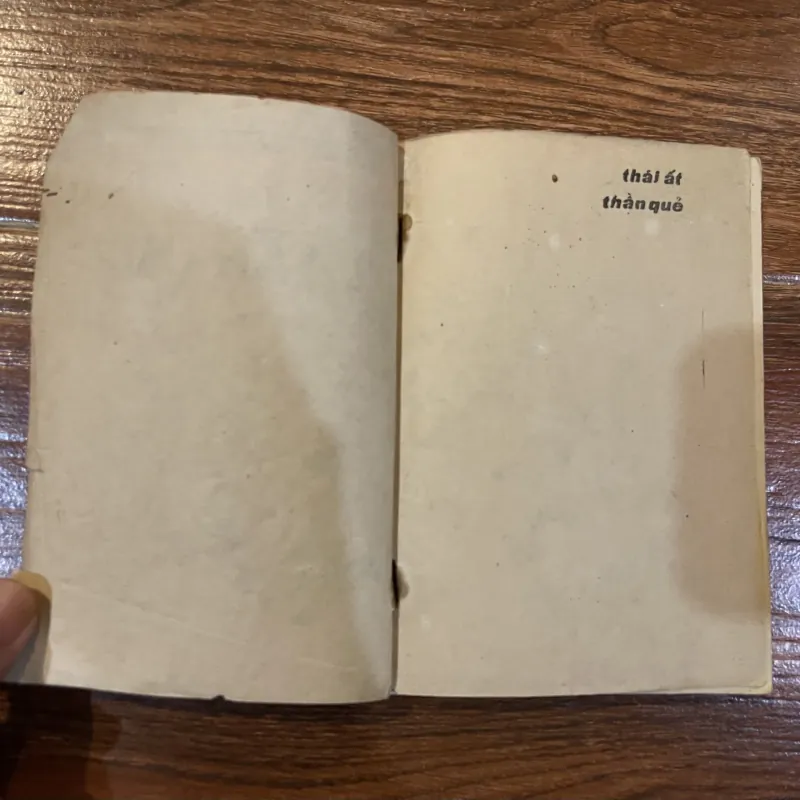 thái ất
thần quẻ